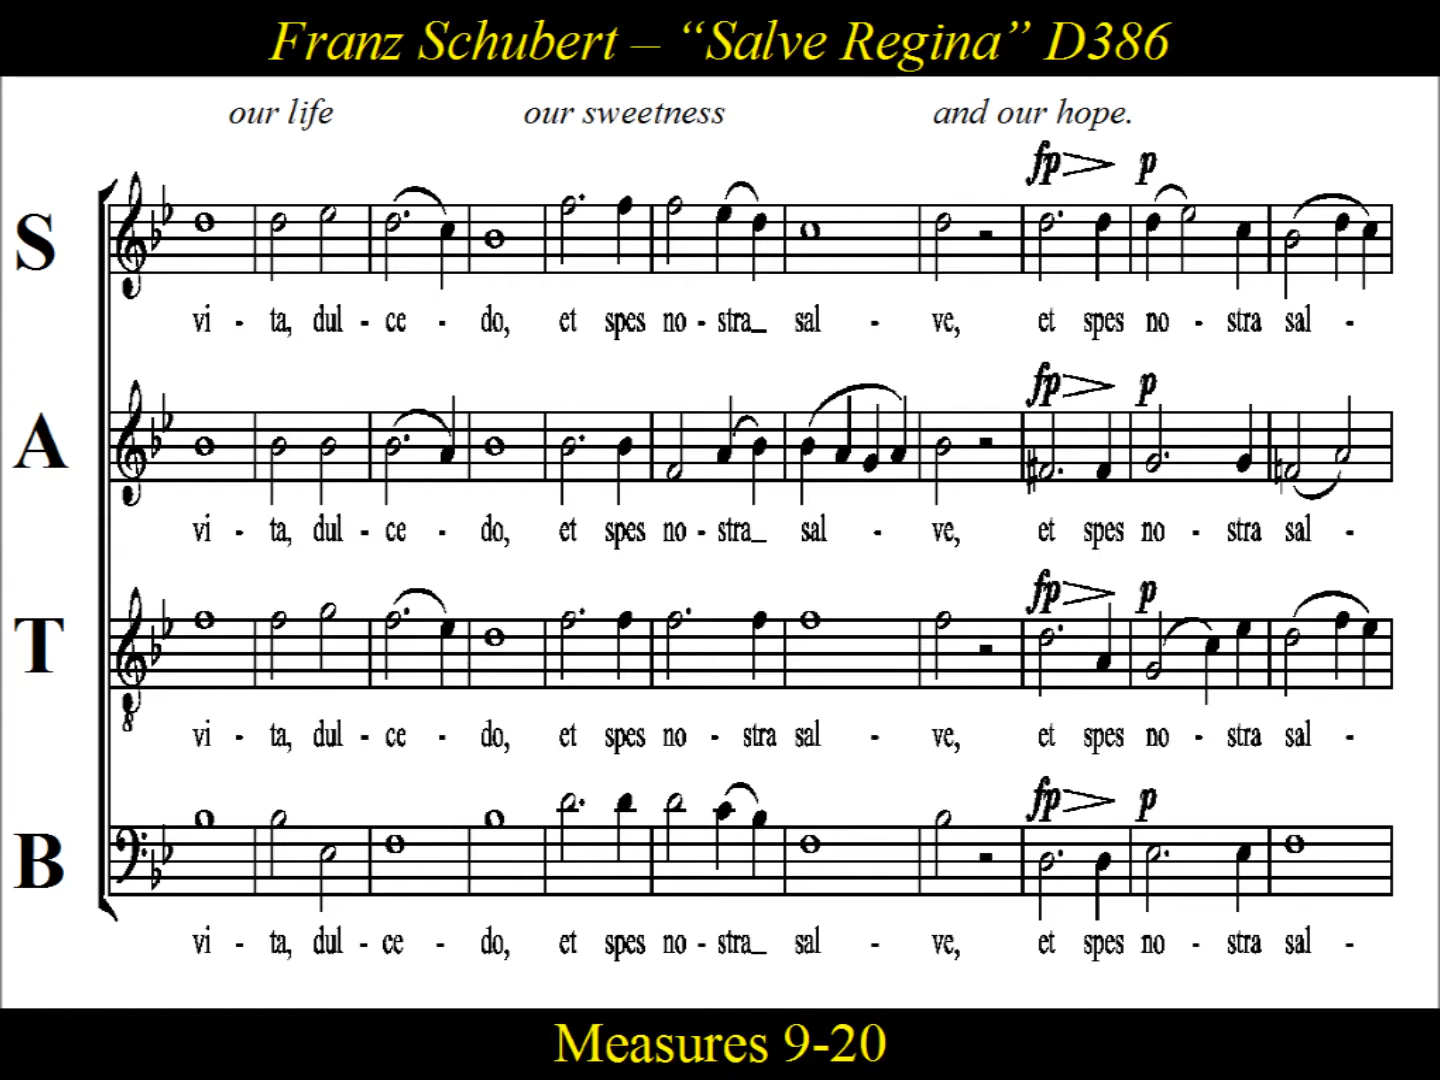 Franz Schubert – “Salve Regina” D386
our life our sweetness and our hope.
fp p
S
vi - ta, dul - ce - do, et spes no - stra_ sal - ve, et spes no - stra sal -
fp p
A
vi - ta, dul - ce - do, et spes no - stra_ sal - ve, et spes no - stra sal -
fp p
T
8
vi - ta, dul - ce - do, et spes no - stra sal - ve, et spes no - stra sal -
fp p
B
vi - ta, dul - ce - do, et spes no - stra_ sal - ve, et spes no - stra sal -
Measures 9-20